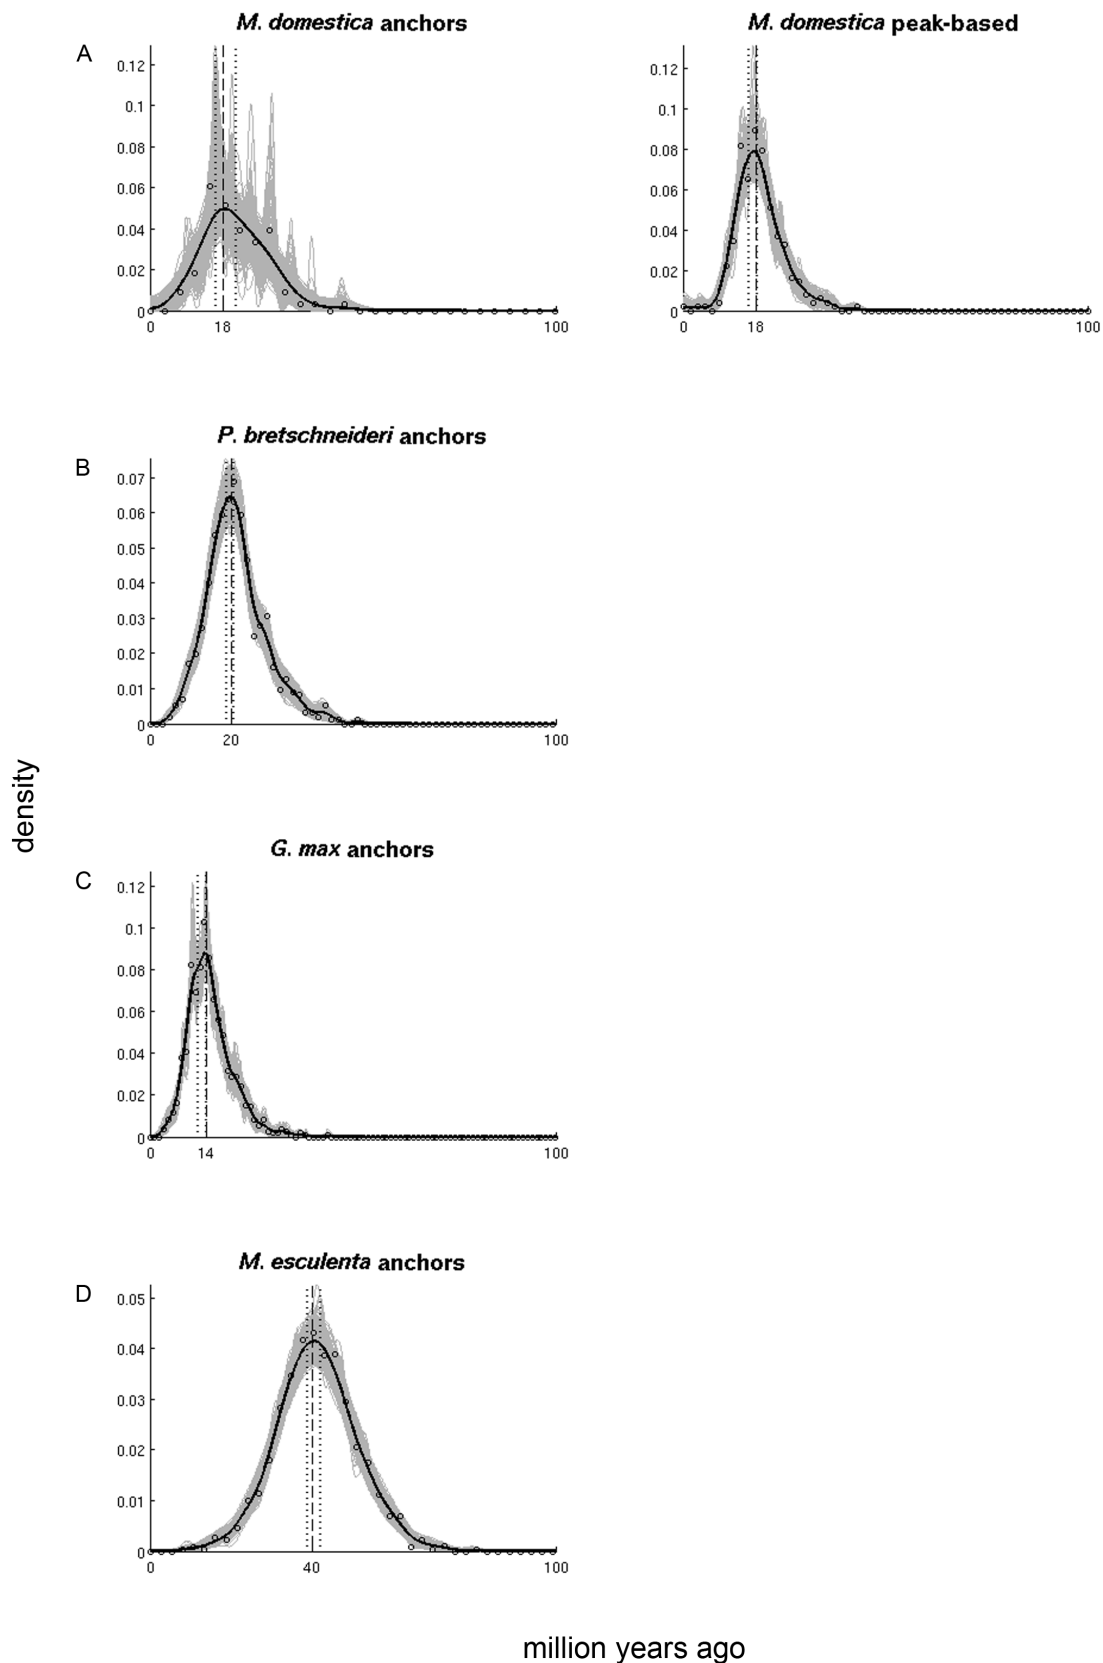 M. domestica anchors
M. domestica peak-based
A
0.12
0.1
0.08
0.06
0.04
0.02
0
0 18 100
0.12
0.1
0.08
0.06
0.04
0.02
0
0 18 100
P. bretschneideri anchors
B
0.07
0.06
0.05
0.04
0.03
0.02
0.01
0
0 20 100
density
G. max anchors
C
0.12
0.1
0.08
0.06
0.04
0.02
0
0 14 100
M. esculenta anchors
D
0.05
0.04
0.03
0.02
0.01
0
0 40 100
million years ago